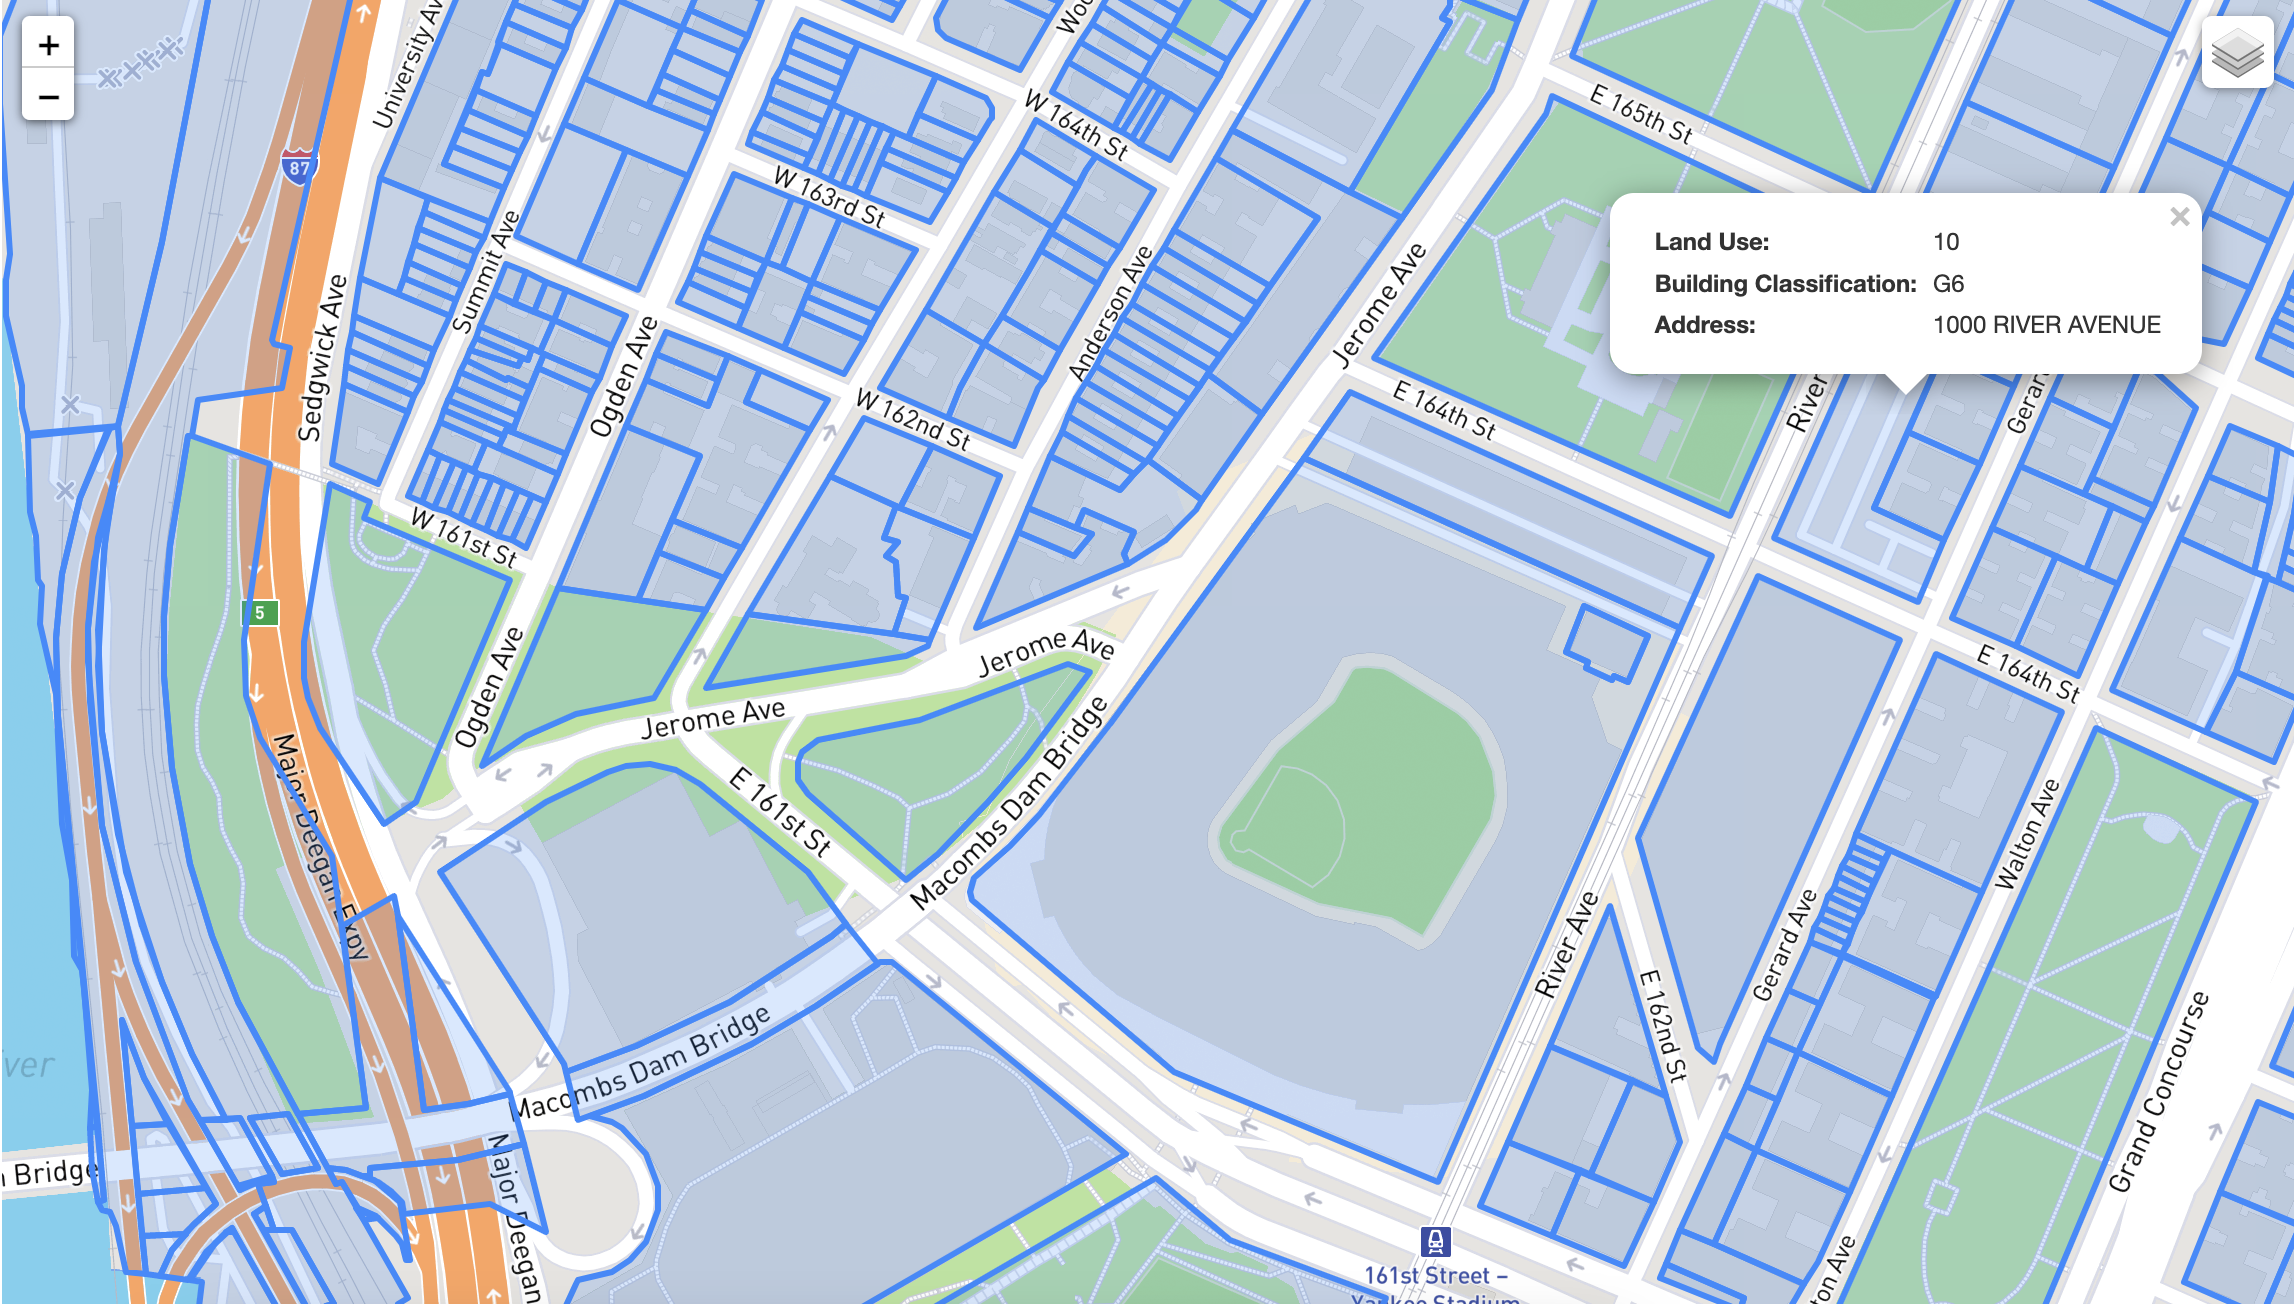 +
−
University Av
87
Woo
W 164th St
E 165th St
W 163rd St
Land Use: 10
Building Classification: G6
Address: 1000 RIVER AVENUE
×
Summit Ave
Sedgwick Ave
Anderson Ave
Jerome Ave
Ogden Ave
W 162nd St
E 164th St
River
Gerar
W 161st St
5
Ogden Ave
Jerome Ave
Jerome Ave
E 164th St
Major Deegan Expy
E 161st St
Macombs Dam Bridge
Walton Ave
River Ave
Gerard Ave
E 162nd St
Grand Concourse
Macombs Dam Bridge
iver
n Bridge
Major Deegan
161st Street –
Yankee Stadium
ton Ave